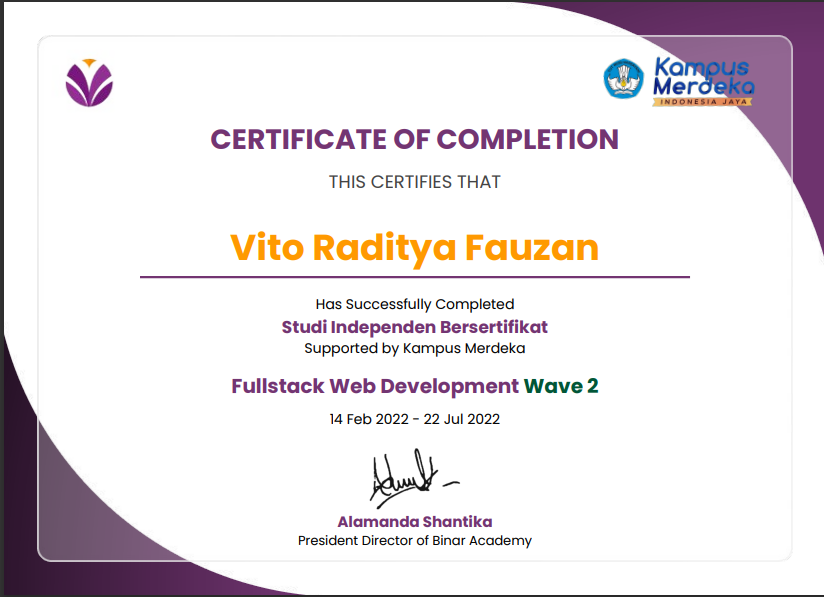 Kampus
Merdeka
INDONESIA JAYA
CERTIFICATE OF COMPLETION
THIS CERTIFIES THAT
Vito Raditya Fauzan
Has Successfully Completed
Studi Independen Bersertifikat
Supported by Kampus Merdeka
Fullstack Web Development Wave 2
14 Feb 2022 - 22 Jul 2022
Alamanda Shantika
President Director of Binar Academy